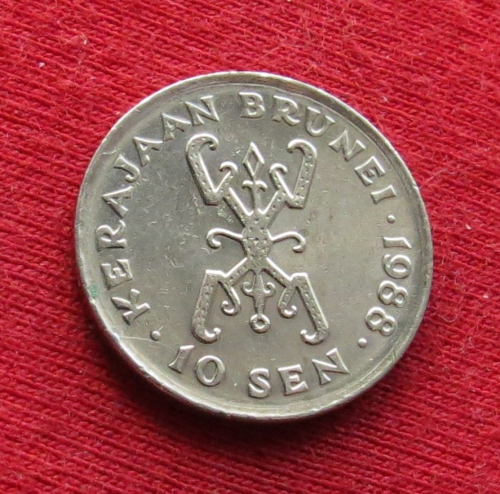 · KERAJAAN BRUNEI · 1988 ·
10 SEN